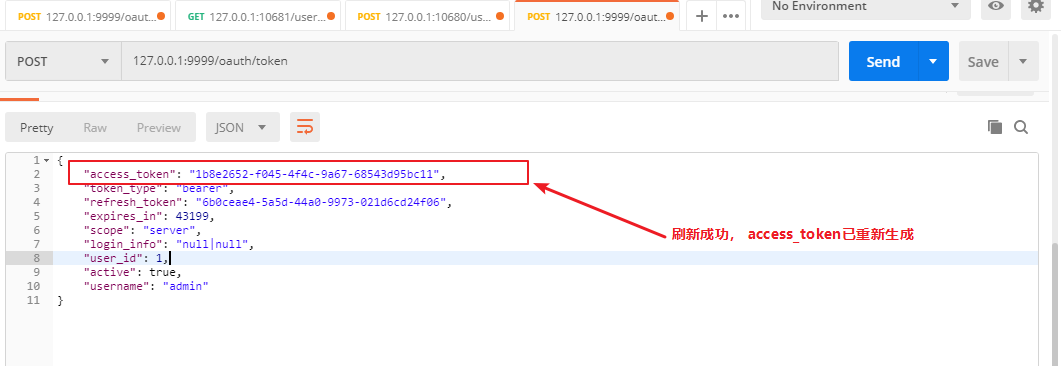 POST 127.0.0.1:9999/oaut... GET 127.0.0.1:10681/user... POST 127.0.0.1:10680/us... POST 127.0.0.1:9999/oaut... + ••• No Environment
POST 127.0.0.1:9999/oauth/token Send Save
Pretty Raw Preview JSON
1 {
2 "access_token": "1b8e2652-f045-4f4c-9a67-68543d95bc11",
3 "token_type": "bearer",
4 "refresh_token": "6b0ceae4-5a5d-44a0-9973-021d6cd24f06",
5 "expires_in": 43199,
6 "scope": "server",
7 "login_info": "null|null",
刷新成功， access_token已重新生成
8 "user_id": 1,
9 "active": true,
10 "username": "admin"
11 }